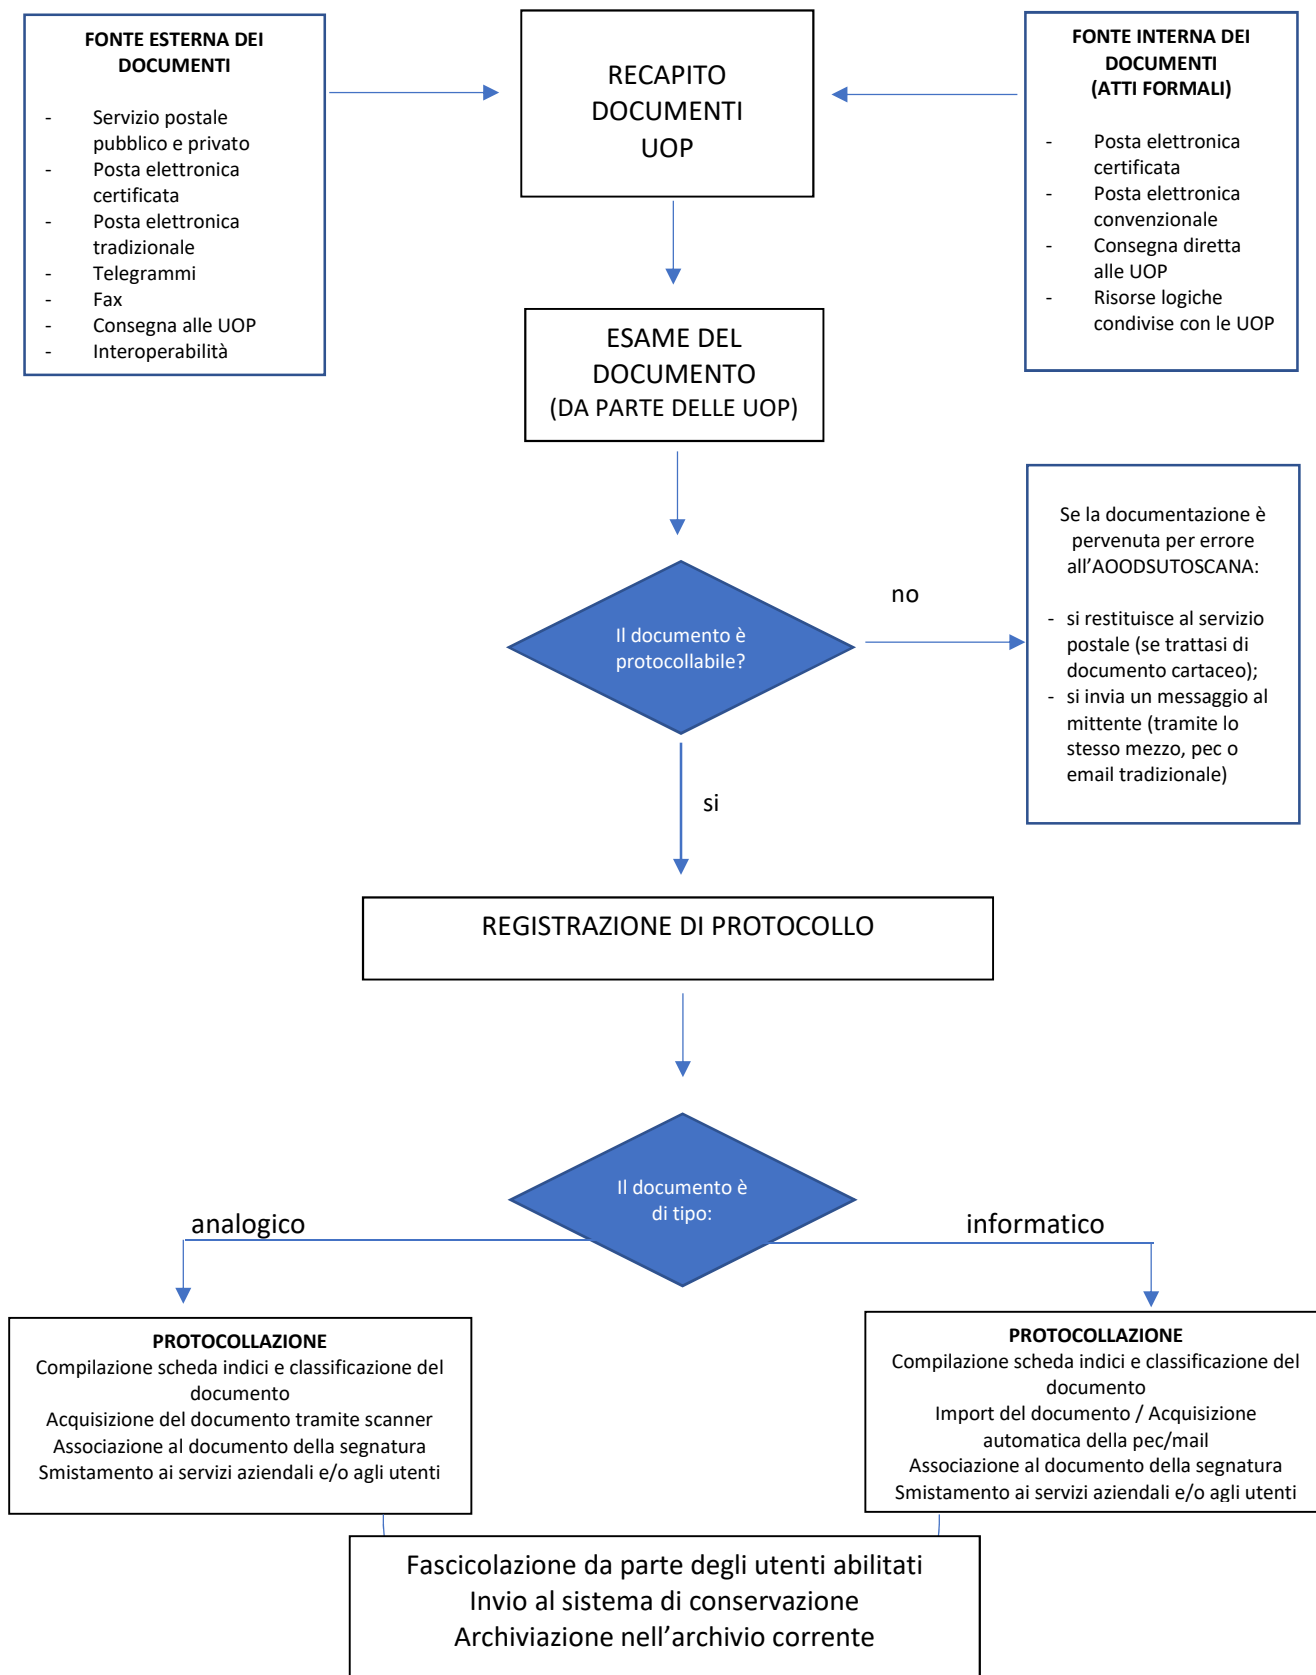 FONTE ESTERNA DEI
DOCUMENTI
- Servizio postale
pubblico e privato
- Posta elettronica
certificata
- Posta elettronica
tradizionale
- Telegrammi
- Fax
- Consegna alle UOP
- Interoperabilità
RECAPITO
DOCUMENTI
UOP
FONTE INTERNA DEI
DOCUMENTI
(ATTI FORMALI)
- Posta elettronica
certificata
- Posta elettronica
convenzionale
- Consegna diretta
alle UOP
- Risorse logiche
condivise con le UOP
ESAME DEL
DOCUMENTO
(DA PARTE DELLE UOP)
Il documento è
protocollabile?
no
Se la documentazione è
pervenuta per errore
all’AOODSUTOSCANA:
- si restituisce al servizio
postale (se trattasi di
documento cartaceo);
- si invia un messaggio al
mittente (tramite lo
stesso mezzo, pec o
email tradizionale)
si
REGISTRAZIONE DI PROTOCOLLO
Il documento è
di tipo:
analogico
informatico
PROTOCOLLAZIONE
Compilazione scheda indici e classificazione del
documento
Acquisizione del documento tramite scanner
Associazione al documento della segnatura
Smistamento ai servizi aziendali e/o agli utenti
PROTOCOLLAZIONE
Compilazione scheda indici e classificazione del
documento
Import del documento / Acquisizione
automatica della pec/mail
Associazione al documento della segnatura
Smistamento ai servizi aziendali e/o agli utenti
Fascicolazione da parte degli utenti abilitati
Invio al sistema di conservazione
Archiviazione nell’archivio corrente